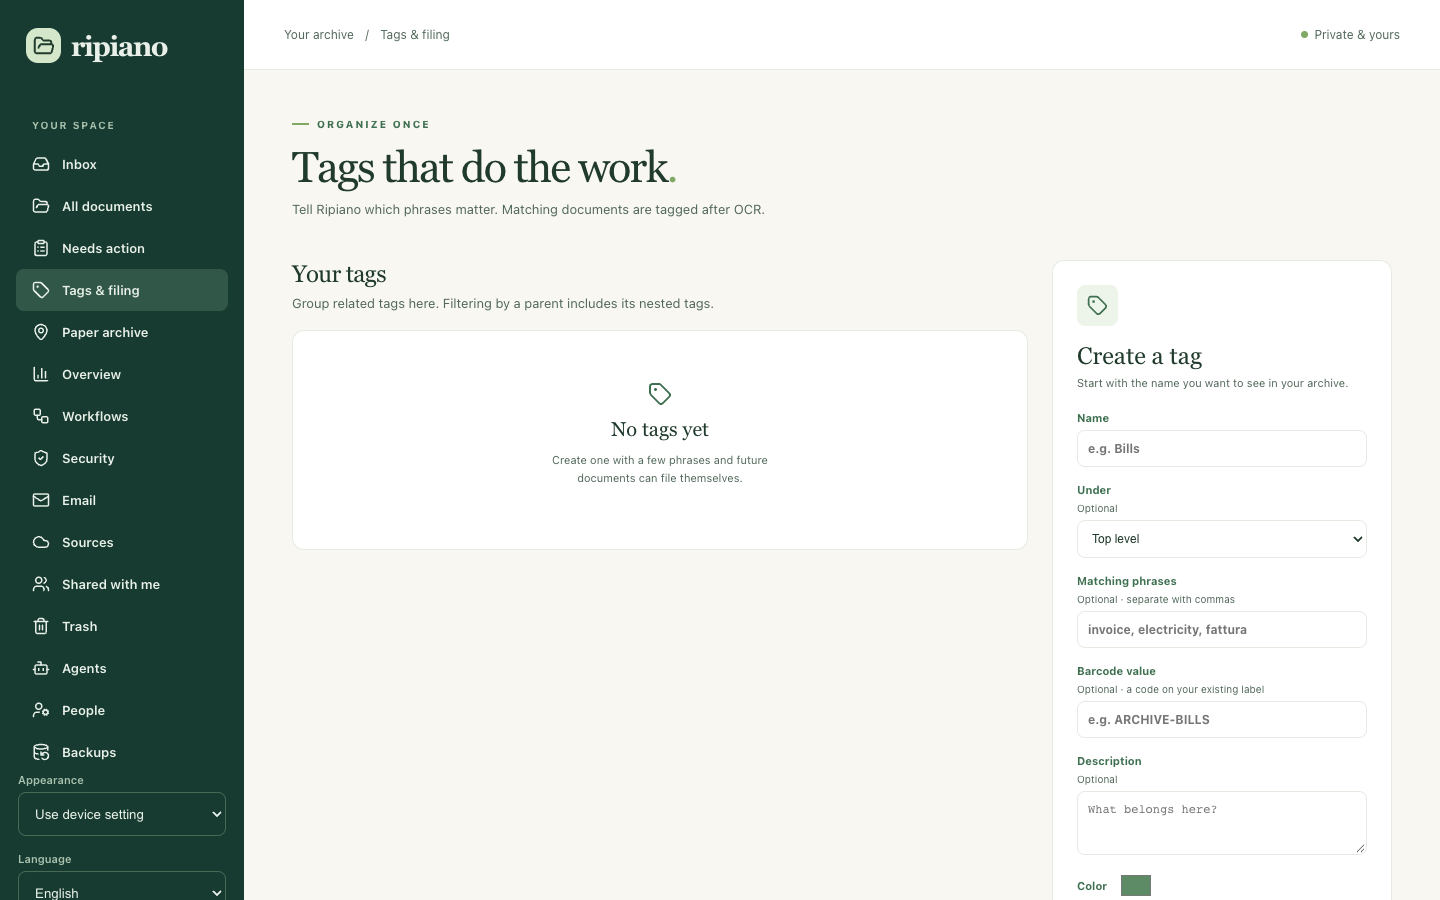 ripiano
YOUR SPACE
Inbox
All documents
Needs action
Tags & filing
Paper archive
Overview
Workflows
Security
Email
Sources
Shared with me
Trash
Agents
People
Backups
Appearance
Use device setting
Language
English
Your archive / Tags & filing
Private & yours
ORGANIZE ONCE
Tags that do the work.
Tell Ripiano which phrases matter. Matching documents are tagged after OCR.
Your tags
Group related tags here. Filtering by a parent includes its nested tags.
No tags yet
Create one with a few phrases and future
documents can file themselves.
Create a tag
Start with the name you want to see in your archive.
Name
e.g. Bills
Under
Optional
Top level
Matching phrases
Optional · separate with commas
invoice, electricity, fattura
Barcode value
Optional · a code on your existing label
e.g. ARCHIVE-BILLS
Description
Optional
What belongs here?
Color